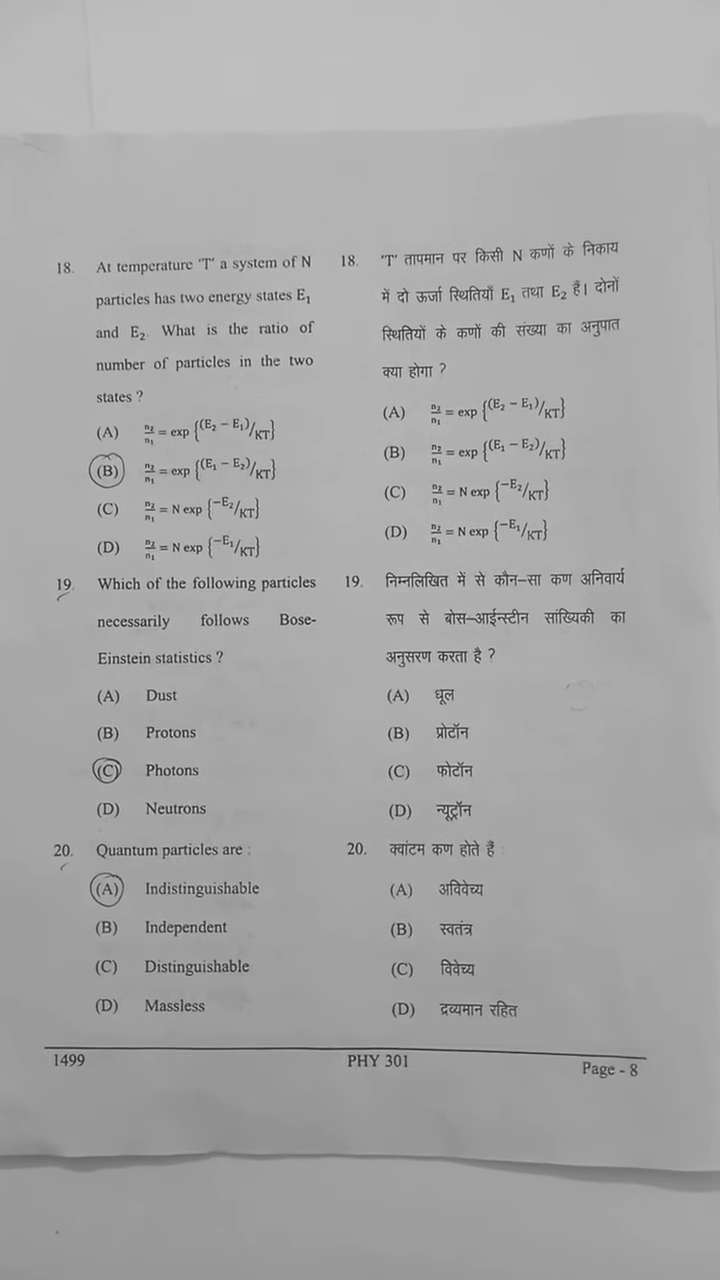 18. At temperature 'T' a system of N
particles has two energy states E₁
and E₂. What is the ratio of
number of particles in the two
states ?
(A) n₂/n₁ = exp {(E₂ − E₁)/KT}
(B) n₂/n₁ = exp {(E₁ − E₂)/KT}
(C) n₂/n₁ = N exp {−E₂/KT}
(D) n₂/n₁ = N exp {−E₁/KT}
19. Which of the following particles
necessarily follows Bose-
Einstein statistics ?
(A) Dust
(B) Protons
(C) Photons
(D) Neutrons
20. Quantum particles are :
(A) Indistinguishable
(B) Independent
(C) Distinguishable
(D) Massless
18. 'T' तापमान पर किसी N कणों के निकाय
में दो ऊर्जा स्थितियाँ E₁ तथा E₂ हैं। दोनों
स्थितियों के कणों की संख्या का अनुपात
क्या होगा ?
(A) n₂/n₁ = exp {(E₂ − E₁)/KT}
(B) n₂/n₁ = exp {(E₁ − E₂)/KT}
(C) n₂/n₁ = N exp {−E₂/KT}
(D) n₂/n₁ = N exp {−E₁/KT}
19. निम्नलिखित में से कौन–सा कण अनिवार्य
रूप से बोस–आईन्स्टीन सांख्यिकी का
अनुसरण करता है ?
(A) धूल
(B) प्रोटॉन
(C) फोटॉन
(D) न्यूट्रॉन
20. क्वांटम कण होते हैं :
(A) अविवेच्य
(B) स्वतंत्र
(C) विवेच्य
(D) द्रव्यमान रहित
1499 PHY 301 Page - 8